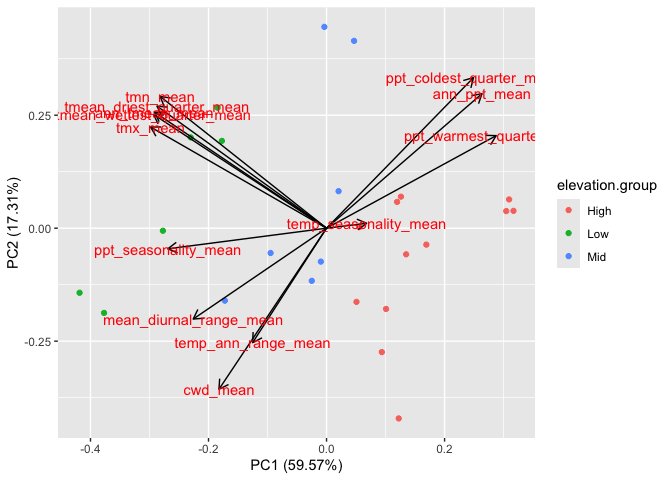 tmn_mean
ppt_coldest_quarter_m
tmean_driest_quarter_mean
ann_ppt_mean
0.25
mean_wettest_quarter_mean
tmx_mean
ppt_warmest_quarte
elevation.group
High
Low
Mid
PC2 (17.31%)
0.00
temp_seasonality_mean
ppt_seasonality_mean
mean_diurnal_range_mean
temp_ann_range_mean
-0.25
cwd_mean
-0.4
-0.2
0.0
0.2
PC1 (59.57%)